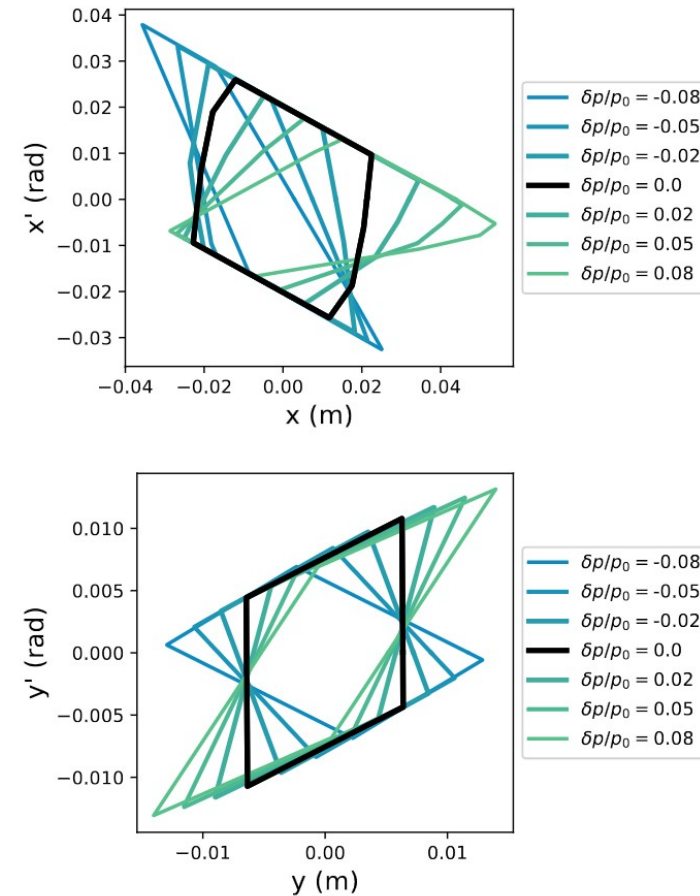 0.04
0.03
0.02
0.01
0.00
−0.01
−0.02
−0.03
x' (rad)
−0.04 −0.02 0.00 0.02 0.04
x (m)
δp/p₀ = -0.08
δp/p₀ = -0.05
δp/p₀ = -0.02
δp/p₀ = 0.0
δp/p₀ = 0.02
δp/p₀ = 0.05
δp/p₀ = 0.08
0.010
0.005
0.000
−0.005
−0.010
y' (rad)
−0.01 0.00 0.01
y (m)
δp/p₀ = -0.08
δp/p₀ = -0.05
δp/p₀ = -0.02
δp/p₀ = 0.0
δp/p₀ = 0.02
δp/p₀ = 0.05
δp/p₀ = 0.08